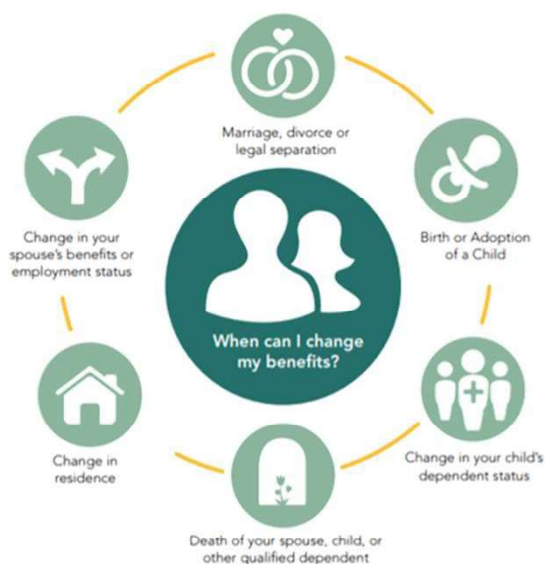 Marriage, divorce or
legal separation
Birth or Adoption
of a Child
Change in your child's
dependent status
Death of your spouse, child, or
other qualified dependent
Change in
residence
Change in your
spouse's benefits or
employment status
When can I change
my benefits?